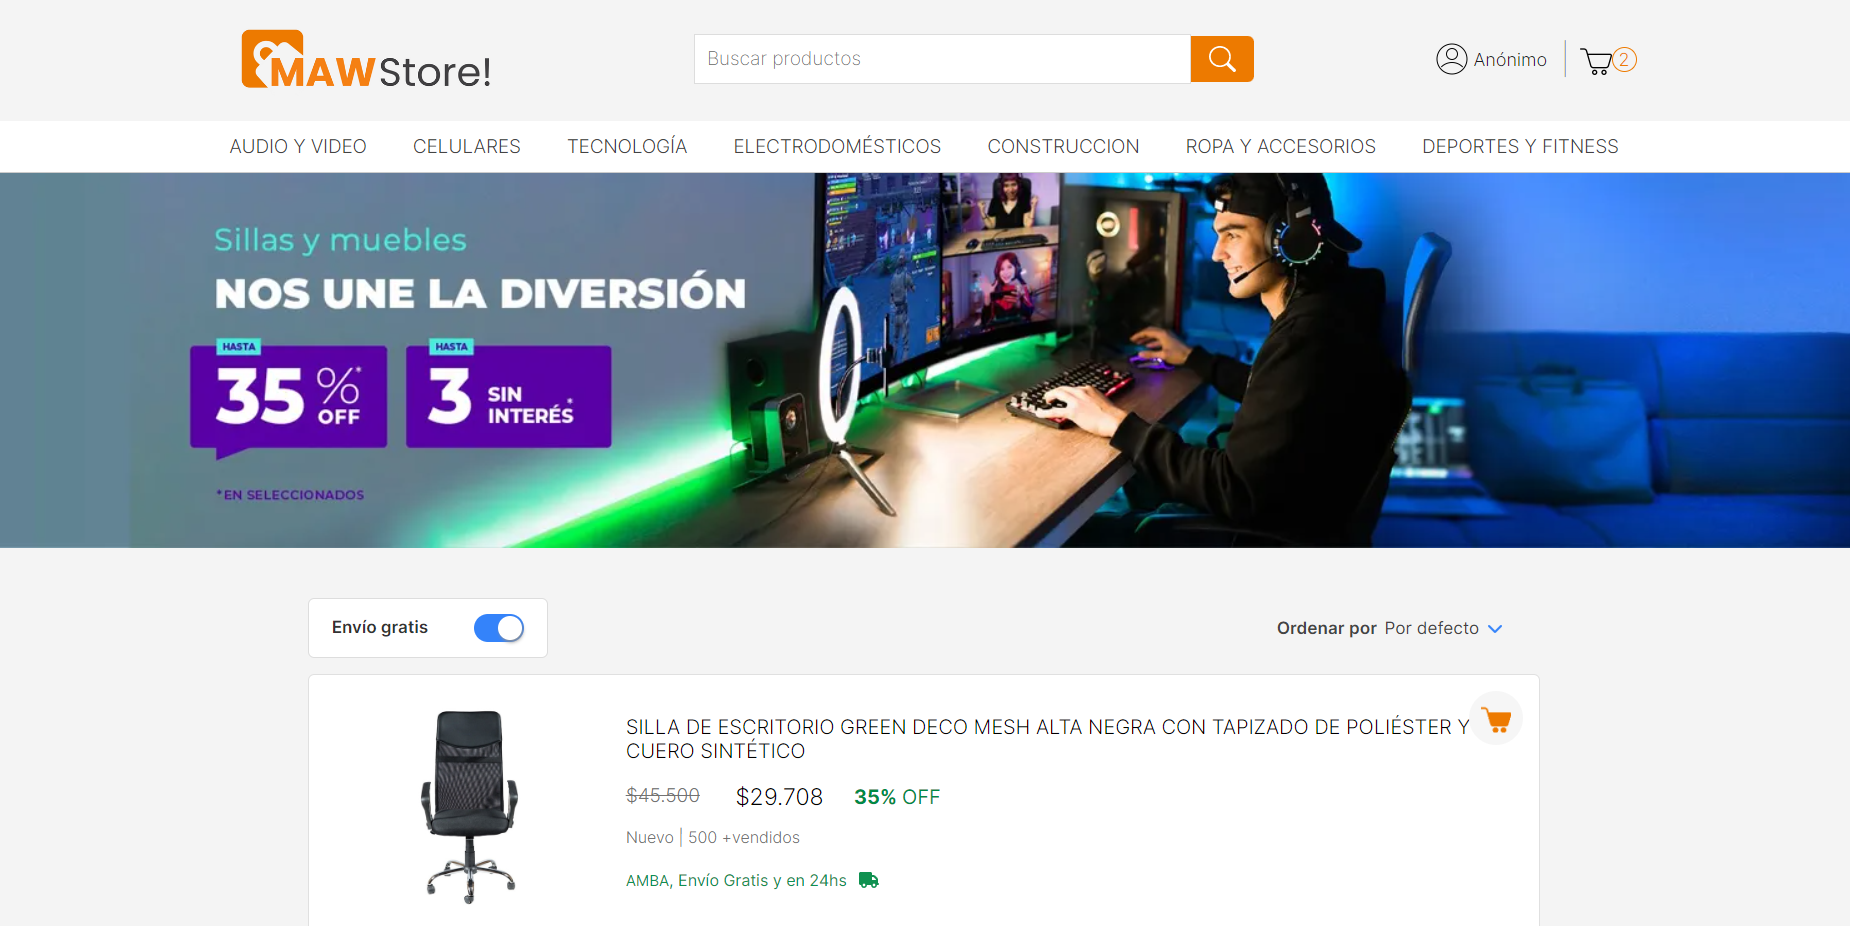 MAWStore!
Buscar productos
Anónimo
2
AUDIO Y VIDEO CELULARES TECNOLOGÍA ELECTRODOMÉSTICOS CONSTRUCCION ROPA Y ACCESORIOS DEPORTES Y FITNESS
Sillas y muebles
NOS UNE LA DIVERSIÓN
HASTA
35 %* OFF
HASTA
3 SIN INTERÉS*
*EN SELECCIONADOS
Envío gratis
Ordenar por Por defecto
SILLA DE ESCRITORIO GREEN DECO MESH ALTA NEGRA CON TAPIZADO DE POLIÉSTER Y
CUERO SINTÉTICO
$45.500 $29.708 35% OFF
Nuevo | 500 +vendidos
AMBA, Envío Gratis y en 24hs